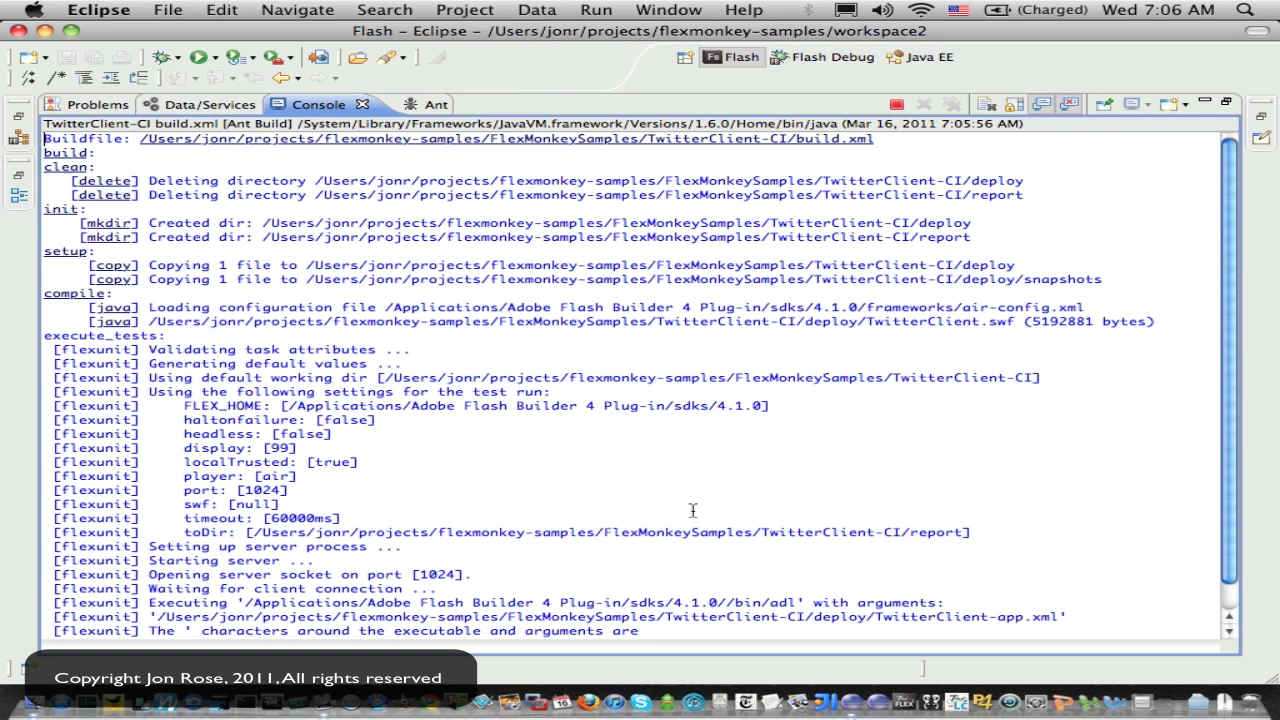 Eclipse File Edit Navigate Search Project Data Run Window Help (Charged) Wed 7:06 AM
Flash – Eclipse – /Users/jonr/projects/flexmonkey-samples/workspace2
Flash Flash Debug Java EE
Problems Data/Services Console Ant
TwitterClient-CI build.xml [Ant Build] /System/Library/Frameworks/JavaVM.framework/Versions/1.6.0/Home/bin/java (Mar 16, 2011 7:05:56 AM)
Buildfile: /Users/jonr/projects/flexmonkey-samples/FlexMonkeySamples/TwitterClient-CI/build.xml
build:
clean:
[delete] Deleting directory /Users/jonr/projects/flexmonkey-samples/FlexMonkeySamples/TwitterClient-CI/deploy
[delete] Deleting directory /Users/jonr/projects/flexmonkey-samples/FlexMonkeySamples/TwitterClient-CI/report
init:
[mkdir] Created dir: /Users/jonr/projects/flexmonkey-samples/FlexMonkeySamples/TwitterClient-CI/deploy
[mkdir] Created dir: /Users/jonr/projects/flexmonkey-samples/FlexMonkeySamples/TwitterClient-CI/report
setup:
[copy] Copying 1 file to /Users/jonr/projects/flexmonkey-samples/FlexMonkeySamples/TwitterClient-CI/deploy
[copy] Copying 1 file to /Users/jonr/projects/flexmonkey-samples/FlexMonkeySamples/TwitterClient-CI/deploy/snapshots
compile:
[java] Loading configuration file /Applications/Adobe Flash Builder 4 Plug-in/sdks/4.1.0/frameworks/air-config.xml
[java] /Users/jonr/projects/flexmonkey-samples/FlexMonkeySamples/TwitterClient-CI/deploy/TwitterClient.swf (5192881 bytes)
execute_tests:
[flexunit] Validating task attributes ...
[flexunit] Generating default values ...
[flexunit] Using default working dir [/Users/jonr/projects/flexmonkey-samples/FlexMonkeySamples/TwitterClient-CI]
[flexunit] Using the following settings for the test run:
[flexunit] FLEX_HOME: [/Applications/Adobe Flash Builder 4 Plug-in/sdks/4.1.0]
[flexunit] haltonfailure: [false]
[flexunit] headless: [false]
[flexunit] display: [99]
[flexunit] localTrusted: [true]
[flexunit] player: [air]
[flexunit] port: [1024]
[flexunit] swf: [null]
[flexunit] timeout: [60000ms]
[flexunit] toDir: [/Users/jonr/projects/flexmonkey-samples/FlexMonkeySamples/TwitterClient-CI/report]
[flexunit] Setting up server process ...
[flexunit] Starting server ...
[flexunit] Opening server socket on port [1024].
[flexunit] Waiting for client connection ...
[flexunit] Executing '/Applications/Adobe Flash Builder 4 Plug-in/sdks/4.1.0//bin/adl' with arguments:
[flexunit] '/Users/jonr/projects/flexmonkey-samples/FlexMonkeySamples/TwitterClient-CI/deploy/TwitterClient-app.xml'
[flexunit] The ' characters around the executable and arguments are
Copyright Jon Rose, 2011, All rights reserved